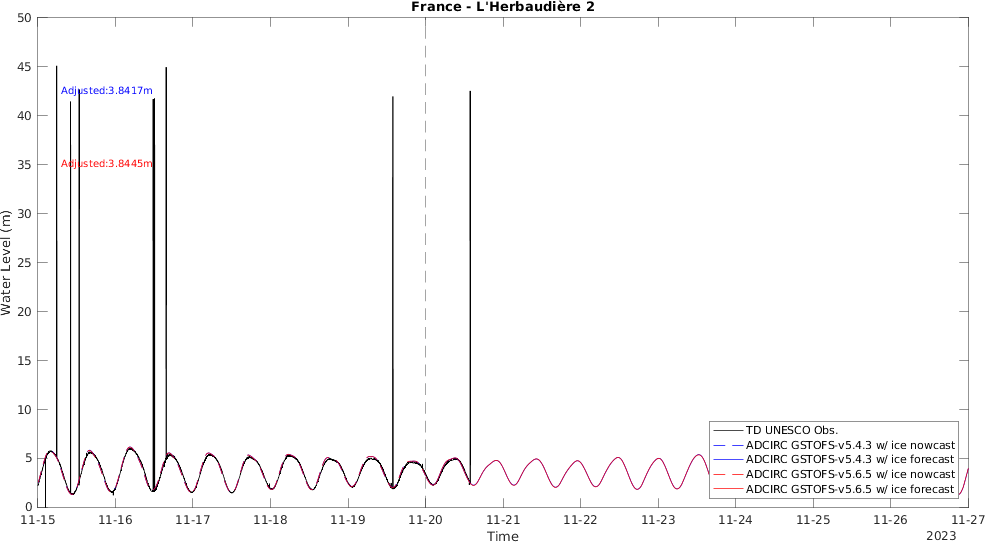 France - L'Herbaudière 2
50
45
40
35
30
25
20
15
10
5
0
Water Level (m)
Adjusted:3.8417m
Adjusted:3.8445m
TD UNESCO Obs.
ADCIRC GSTOFS-v5.4.3 w/ ice nowcast
ADCIRC GSTOFS-v5.4.3 w/ ice forecast
ADCIRC GSTOFS-v5.6.5 w/ ice nowcast
ADCIRC GSTOFS-v5.6.5 w/ ice forecast
11-15 11-16 11-17 11-18 11-19 11-20 11-21 11-22 11-23 11-24 11-25 11-26 11-27
Time
2023